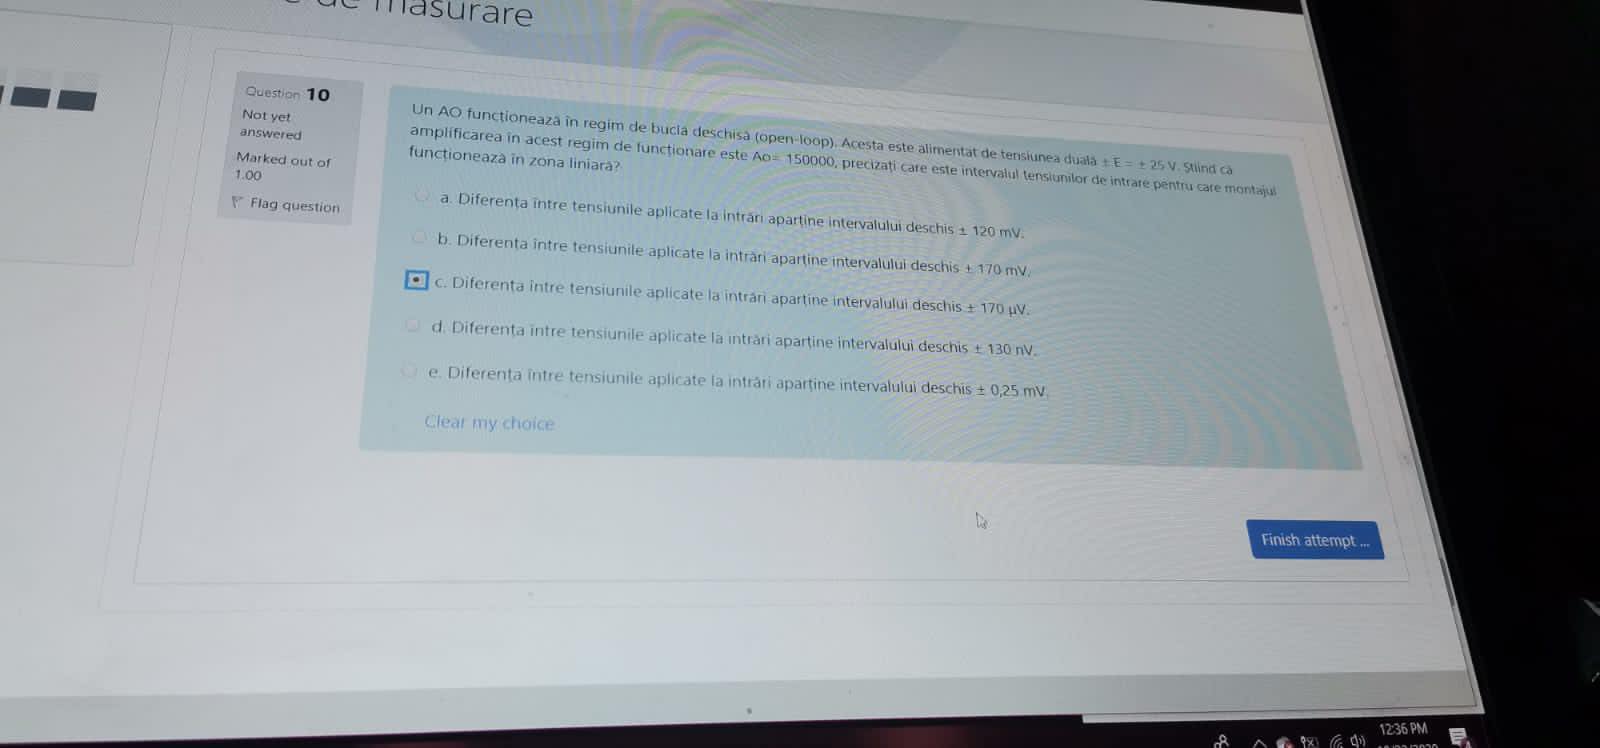 de măsurare
Question 10
Not yet
answered
Marked out of
1.00
Flag question
Un AO funcționează în regim de buclă deschisă (open-loop). Acesta este alimentat de tensiunea duală ± E = ± 25 V. Știind că
amplificarea în acest regim de funcționare este Ao= 150000, precizați care este intervalul tensiunilor de intrare pentru care montajul
funcționează în zona liniară?
a. Diferența între tensiunile aplicate la intrări aparține intervalului deschis ± 120 mV.
b. Diferența între tensiunile aplicate la intrări aparține intervalului deschis ± 170 mV.
c. Diferența între tensiunile aplicate la intrări aparține intervalului deschis ± 170 µV.
d. Diferența între tensiunile aplicate la intrări aparține intervalului deschis ± 130 nV.
e. Diferența între tensiunile aplicate la intrări aparține intervalului deschis ± 0,25 mV.
Clear my choice
Finish attempt ...
12:36 PM